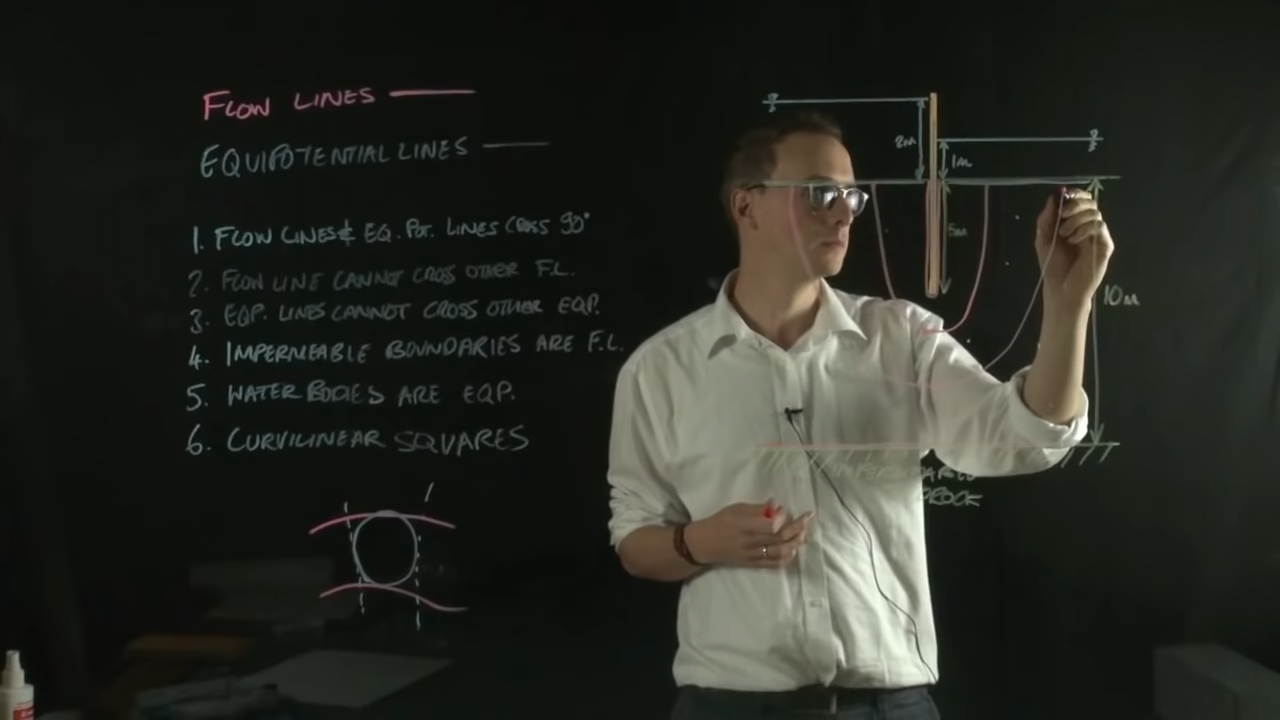 FLOW LINES
EQUIPOTENTIAL LINES
1. FLOW LINES & EQ. POT. LINES CROSS 90°
2. FLOW LINE CANNOT CROSS OTHER F.L.
3. EQP. LINES CANNOT CROSS OTHER EQP.
4. IMPERMEABLE BOUNDARIES ARE F.L.
5. WATER BODIES ARE EQP.
6. CURVILINEAR SQUARES
2m
1m
5m
10m
ROCK